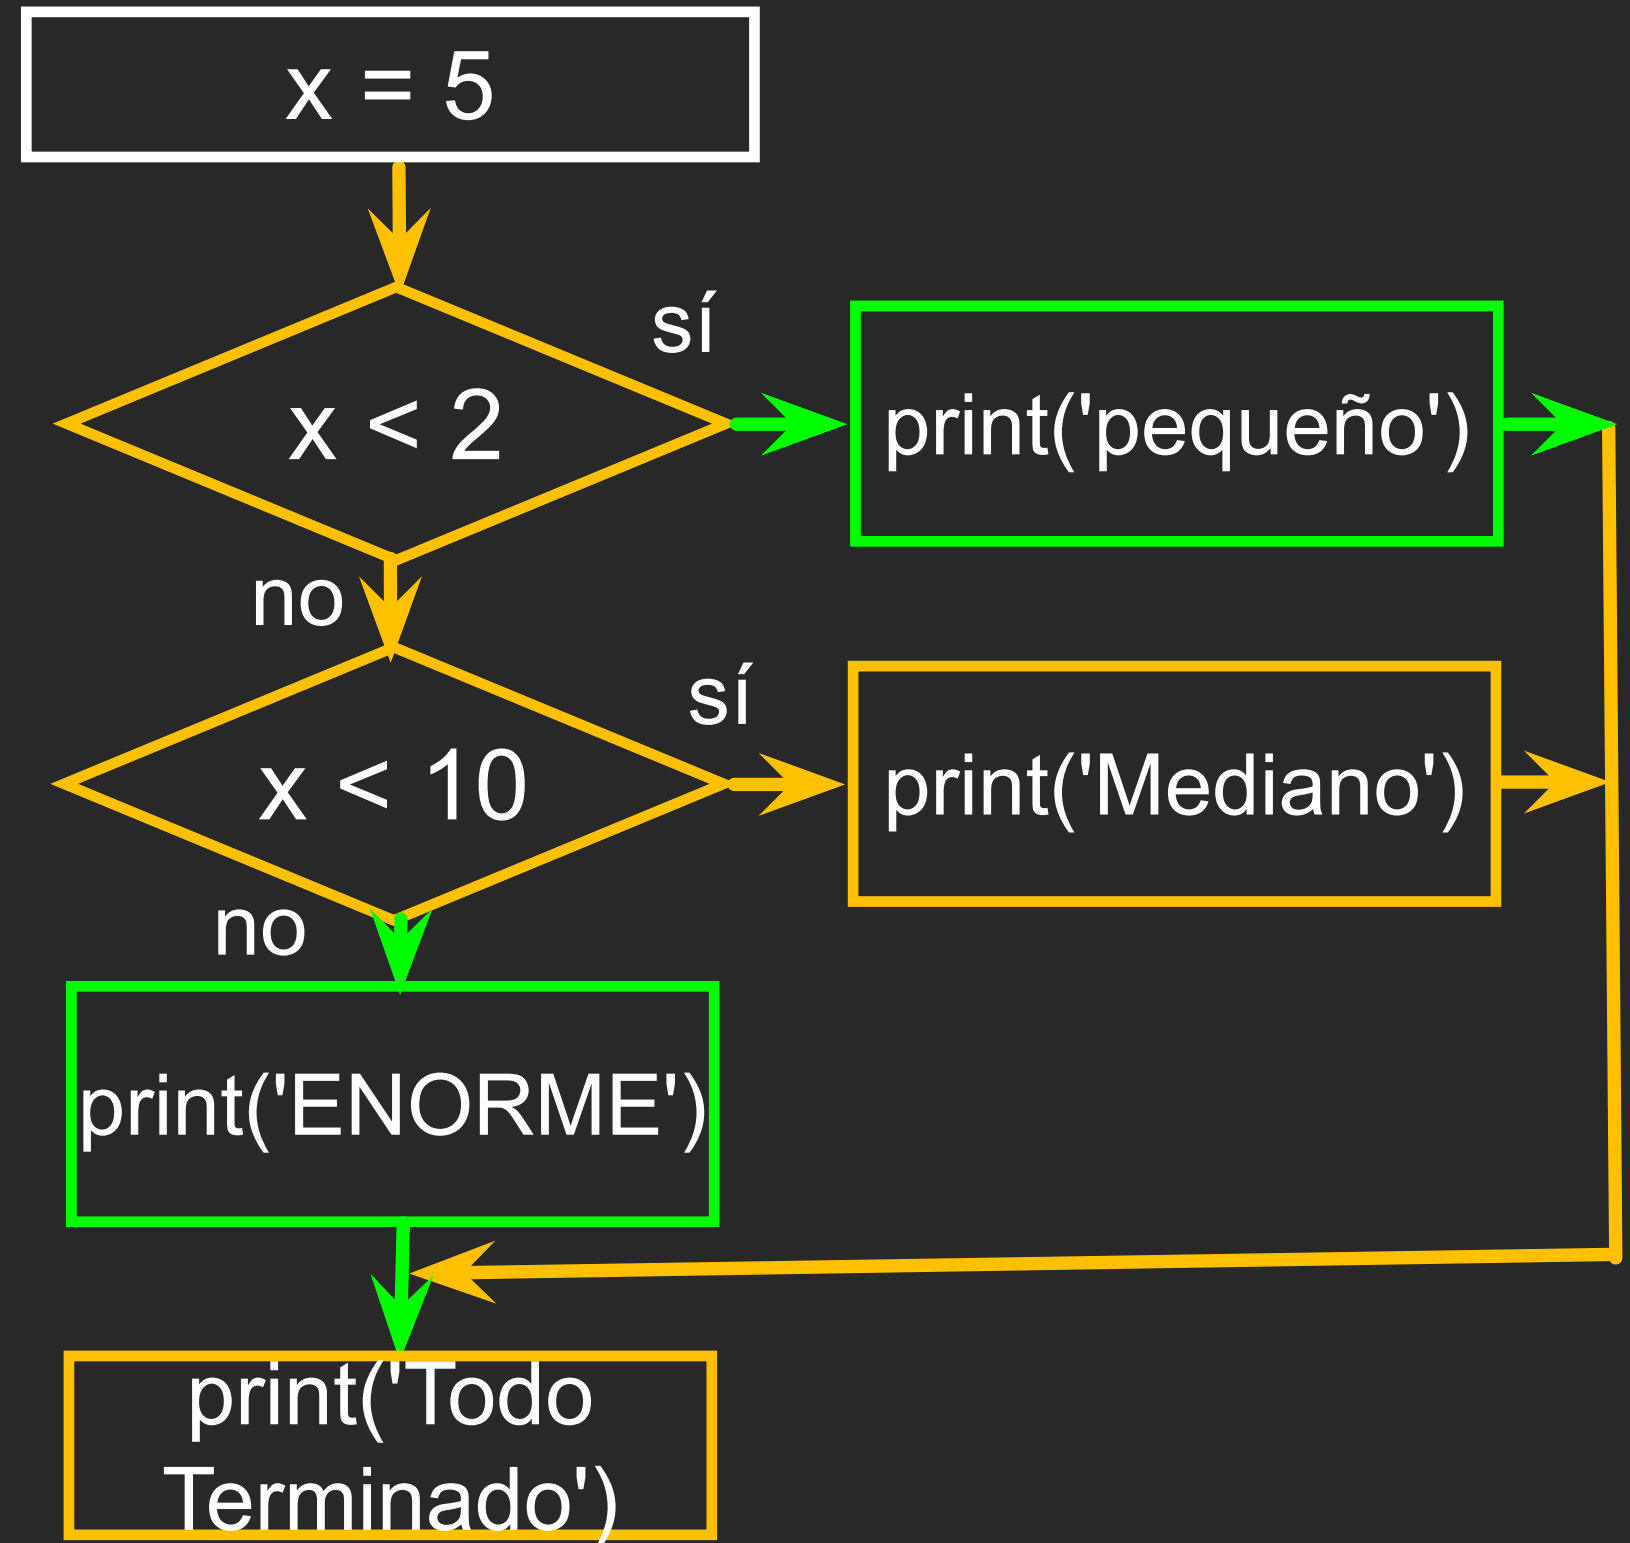 x = 5
sí
x < 2
print('pequeño')
no
sí
x < 10
print('Mediano')
no
print('ENORME')
print('Todo
Terminado')